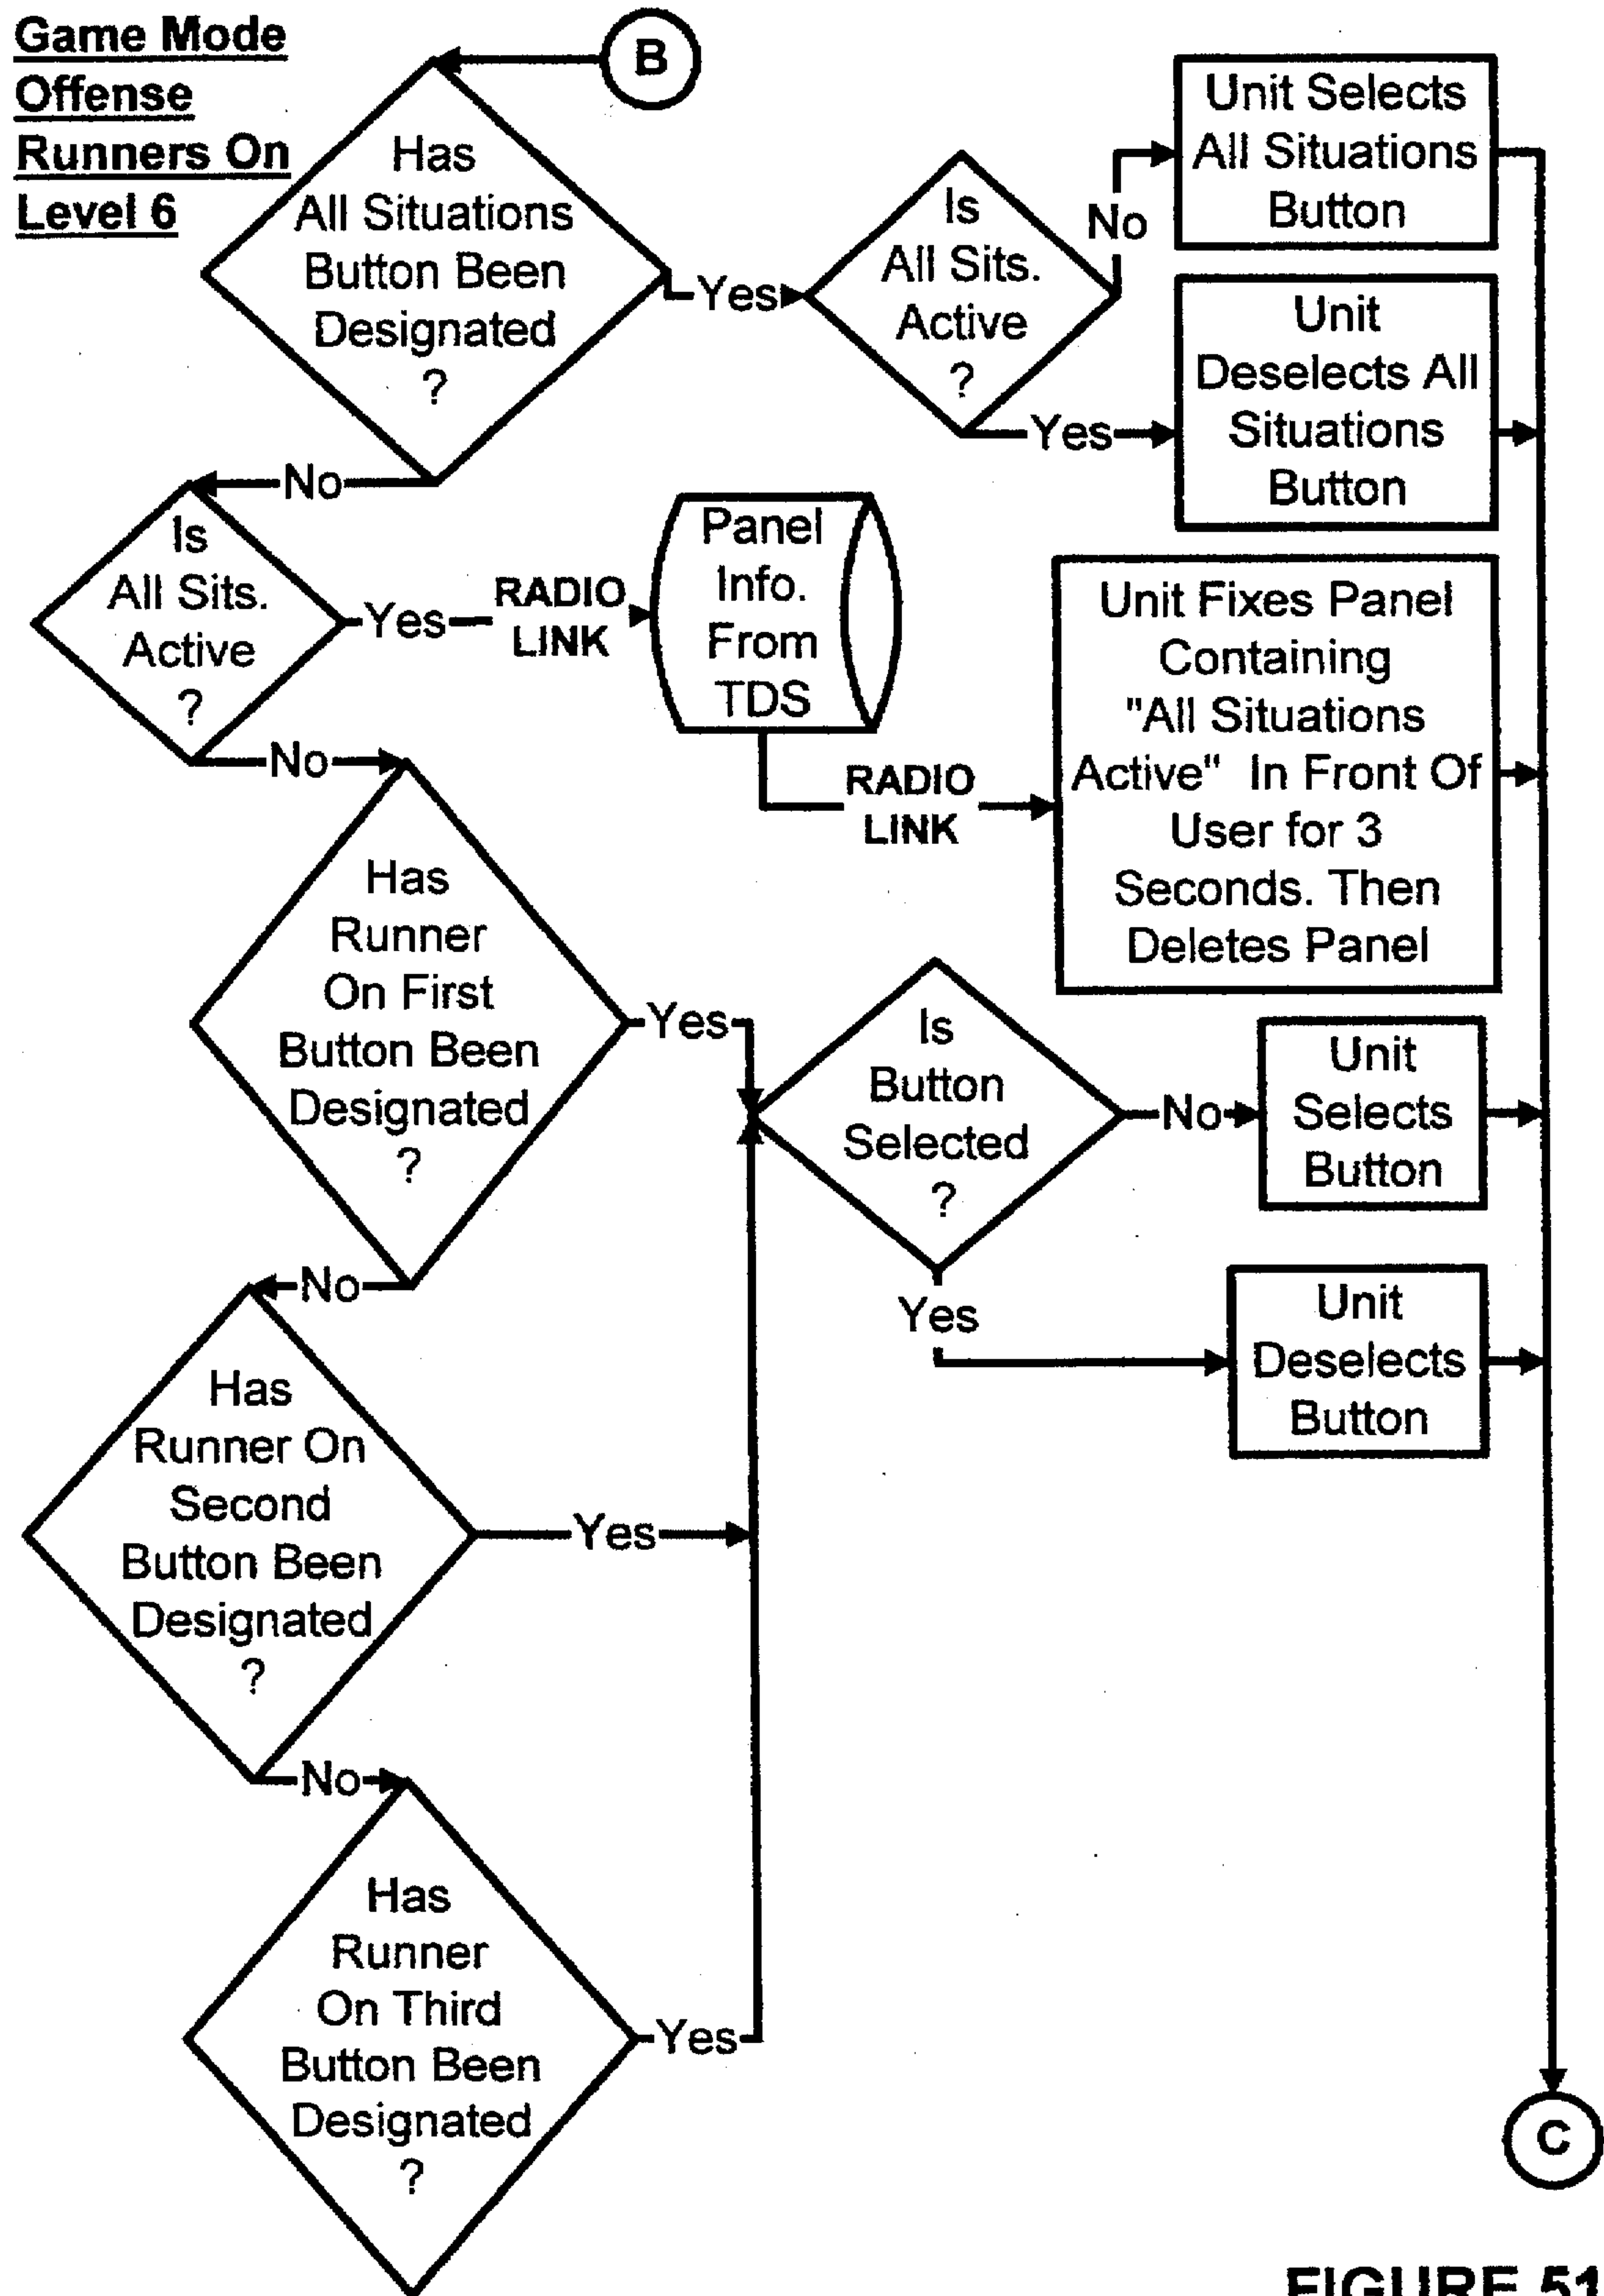 Game Mode
Offense
Runners On
Level 6
B
Has
All Situations
Button Been
Designated
?
Yes
Is
All Sits.
Active
?
No
Unit Selects
All Situations
Button
Yes
Unit
Deselects All
Situations
Button
No
Is
All Sits.
Active
?
Yes
RADIO
LINK
Panel
Info.
From
TDS
RADIO
LINK
Unit Fixes Panel
Containing
"All Situations
Active" In Front Of
User for 3
Seconds. Then
Deletes Panel
No
Has
Runner
On First
Button Been
Designated
?
Yes
Is
Button
Selected
?
No
Unit
Selects
Button
Yes
Unit
Deselects
Button
No
Has
Runner On
Second
Button Been
Designated
?
Yes
No
Has
Runner
On Third
Button Been
Designated
?
Yes
C
FIGURE 51